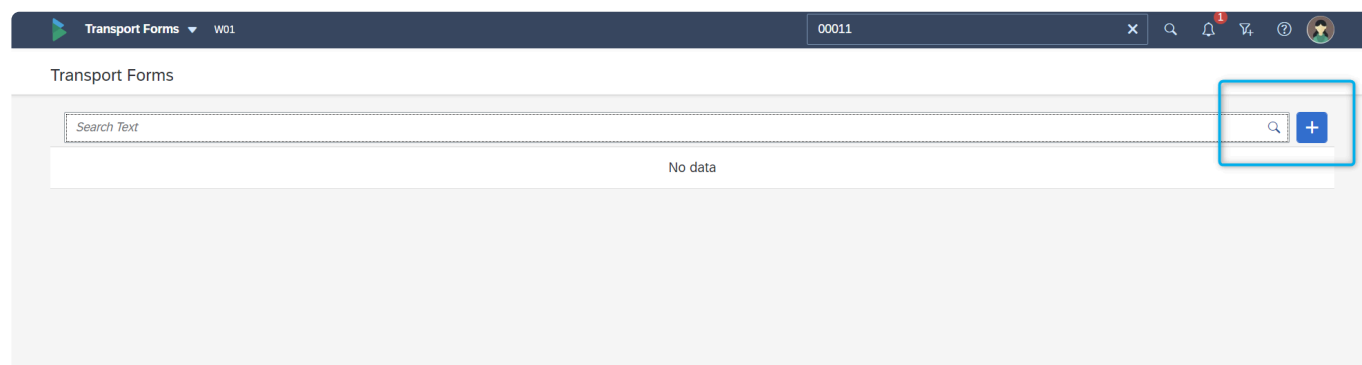 Transport Forms W01 00011 1
Transport Forms
Search Text
No data